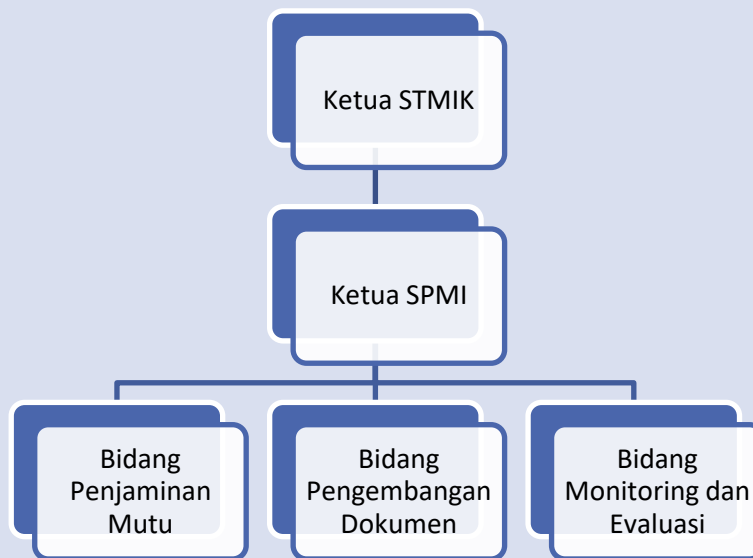 Ketua STMIK
Ketua SPMI
Bidang
Penjaminan
Mutu
Bidang
Pengembangan
Dokumen
Bidang
Monitoring dan
Evaluasi